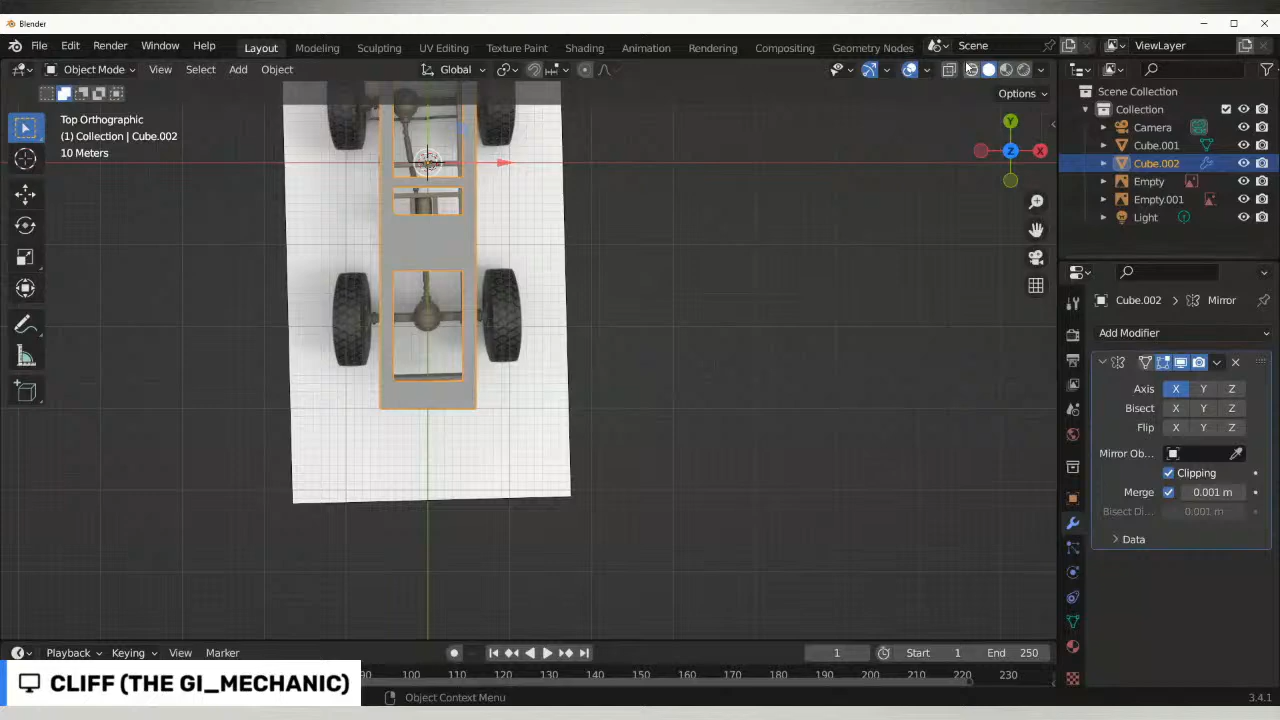 Blender
File Edit Render Window Help Layout Modeling Sculpting UV Editing Texture Paint Shading Animation Rendering Compositing Geometry Nodes Scene ViewLayer
Object Mode View Select Add Object Global
Options
Top Orthographic
(1) Collection | Cube.002
10 Meters
Y
X
Z
Scene Collection
Collection
Camera
Cube.001
Cube.002
Empty
Empty.001
Light
Cube.002 > Mirror
Add Modifier
Axis X Y Z
Bisect X Y Z
Flip X Y Z
Mirror Ob...
Clipping
Merge 0.001 m
Bisect Di... 0.001 m
Data
Playback Keying View Marker 1 Start 1 End 250
100 110 120 130 140 150 160 170 180 190 200 210 220 230
CLIFF (THE GI_MECHANIC)
Object Context Menu
3.4.1